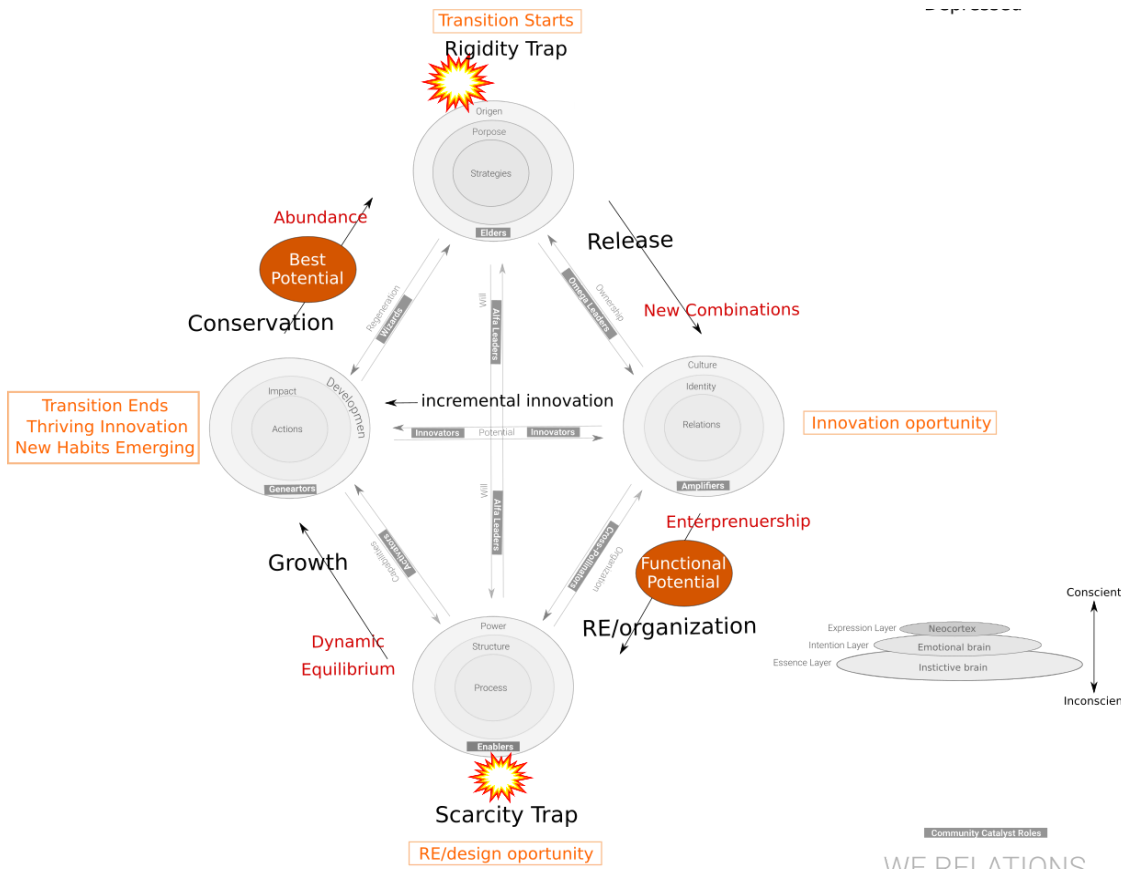 Depressed
Transition Starts
Rigidity Trap
Origen
Porpose
Strategies
Elders
Abundance
Best
Potential
Conservation
Regeneration
Wizards
Will
Alfa Leaders
Omega Leaders
Ownership
Release
New Combinations
Transition Ends
Thriving Innovation
New Habits Emerging
Impact
Developmen
Actions
Geneartors
incremental innovation
Innovators
Potential
Innovators
Culture
Identity
Relations
Amplifiers
Innovation oportunity
Growth
Activators
Capabilities
Will
Alfa Leaders
Cross-Pollinators
Organization
Enterprenuership
Functional
Potential
RE/organization
Dynamic
Equilibrium
Power
Structure
Process
Enablers
Scarcity Trap
RE/design oportunity
Conscient
Expression Layer
Neocortex
Intention Layer
Emotional brain
Essence Layer
Instictive brain
Inconscien
Community Catalyst Roles
WE RELATIONS